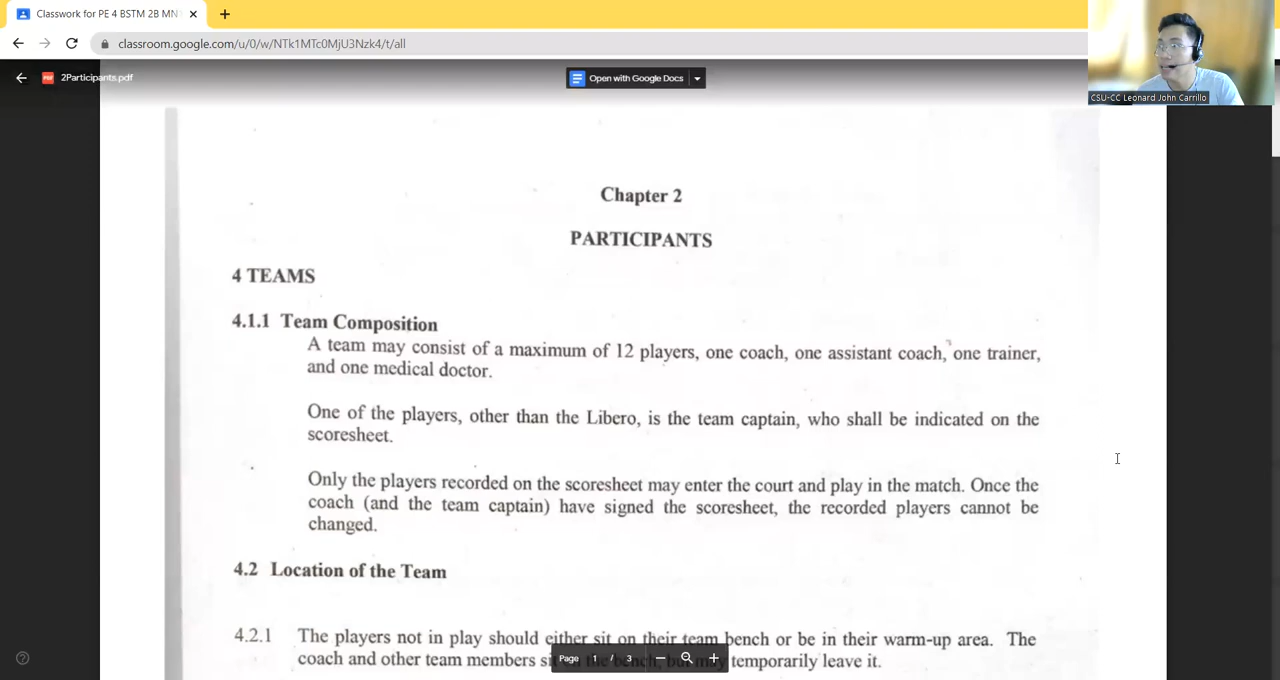 Classwork for PE 4 BSTM 2B MN
classroom.google.com/u/0/w/NTk1MTc0MjU3Nzk4/t/all
2Participants.pdf
Open with Google Docs
CSU-CC Leonard John Carrillo
Chapter 2
PARTICIPANTS
4 TEAMS
4.1.1 Team Composition
A team may consist of a maximum of 12 players, one coach, one assistant coach, one trainer,
and one medical doctor.
One of the players, other than the Libero, is the team captain, who shall be indicated on the
scoresheet.
Only the players recorded on the scoresheet may enter the court and play in the match. Once the
coach (and the team captain) have signed the scoresheet, the recorded players cannot be
changed.
4.2 Location of the Team
4.2.1 The players not in play should either sit on their team bench or be in their warm-up area. The
coach and other team members temporarily leave it.
Page 1 / 3